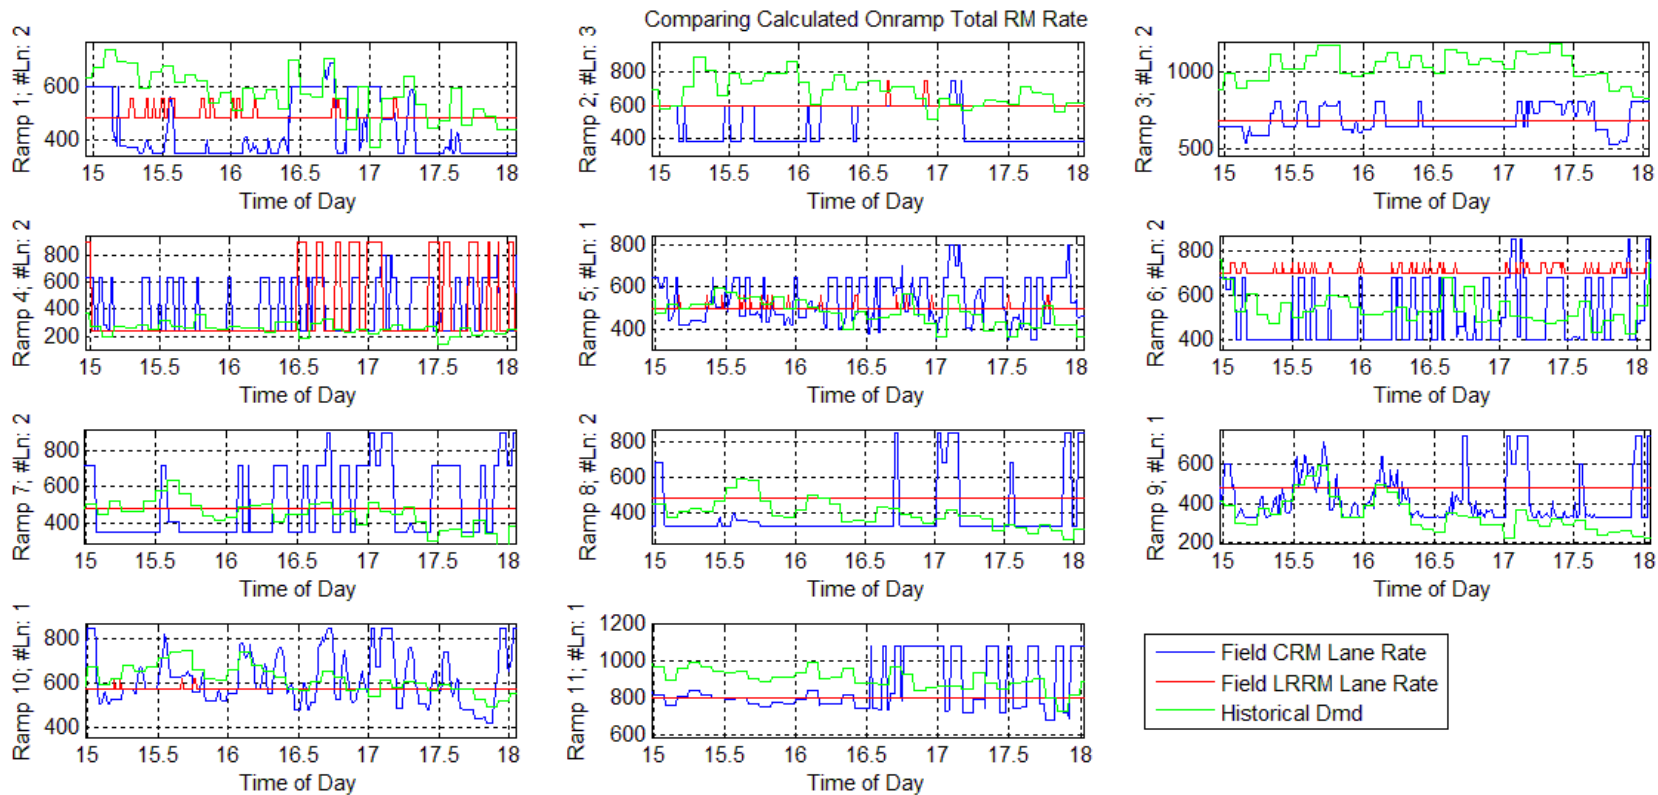 Comparing Calculated Onramp Total RM Rate
Ramp 1; #Ln: 2
600
400
15 15.5 16 16.5 17 17.5 18
Time of Day
Ramp 2; #Ln: 3
800
600
400
15 15.5 16 16.5 17 17.5 18
Time of Day
Ramp 3; #Ln: 2
1000
500
15 15.5 16 16.5 17 17.5 18
Time of Day
Ramp 4; #Ln: 2
800
600
400
200
15 15.5 16 16.5 17 17.5 18
Time of Day
Ramp 5; #Ln: 1
800
600
400
15 15.5 16 16.5 17 17.5 18
Time of Day
Ramp 6; #Ln: 2
800
600
400
15 15.5 16 16.5 17 17.5 18
Time of Day
Ramp 7; #Ln: 2
800
600
400
15 15.5 16 16.5 17 17.5 18
Time of Day
Ramp 8; #Ln: 2
800
600
400
15 15.5 16 16.5 17 17.5 18
Time of Day
Ramp 9; #Ln: 1
600
400
200
15 15.5 16 16.5 17 17.5 18
Time of Day
Ramp 10; #Ln: 1
800
600
400
15 15.5 16 16.5 17 17.5 18
Time of Day
Ramp 11; #Ln: 1
1200
1000
800
600
15 15.5 16 16.5 17 17.5 18
Time of Day
Field CRM Lane Rate
Field LRRM Lane Rate
Historical Dmd